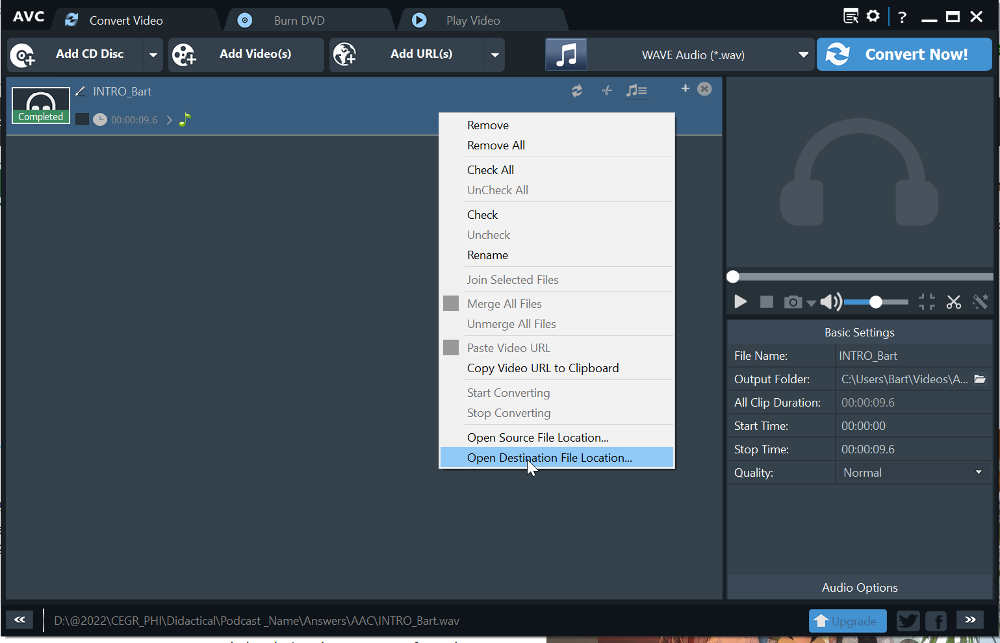 AVC
Convert Video
Burn DVD
Play Video
?
Add CD Disc
Add Video(s)
Add URL(s)
WAVE Audio (*.wav)
Convert Now!
INTRO_Bart
Completed
00:00:09.6
Remove
Remove All
Check All
UnCheck All
Check
Uncheck
Rename
Join Selected Files
Merge All Files
Unmerge All Files
Paste Video URL
Copy Video URL to Clipboard
Start Converting
Stop Converting
Open Source File Location...
Open Destination File Location...
Basic Settings
File Name: INTRO_Bart
Output Folder: C:\Users\Bart\Videos\A...
All Clip Duration: 00:00:09.6
Start Time: 00:00:00
Stop Time: 00:00:09.6
Quality: Normal
Audio Options
D:\@2022\CEGR_PHI\Didactical\Podcast _Name\Answers\AAC\INTRO_Bart.wav
Upgrade